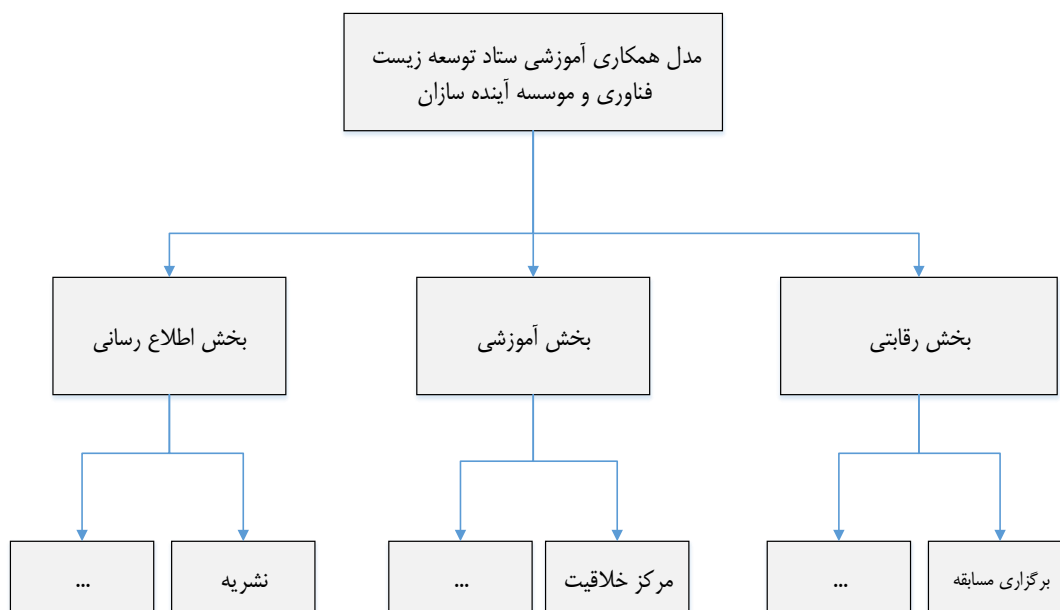 مدل همکاری آموزشی ستاد توسعه زیست
فناوری و موسسه آینده سازان
بخش رقابتی
بخش آموزشی
بخش اطلاع رسانی
برگزاری مسابقه
...
مرکز خلاقیت
...
نشریه
...